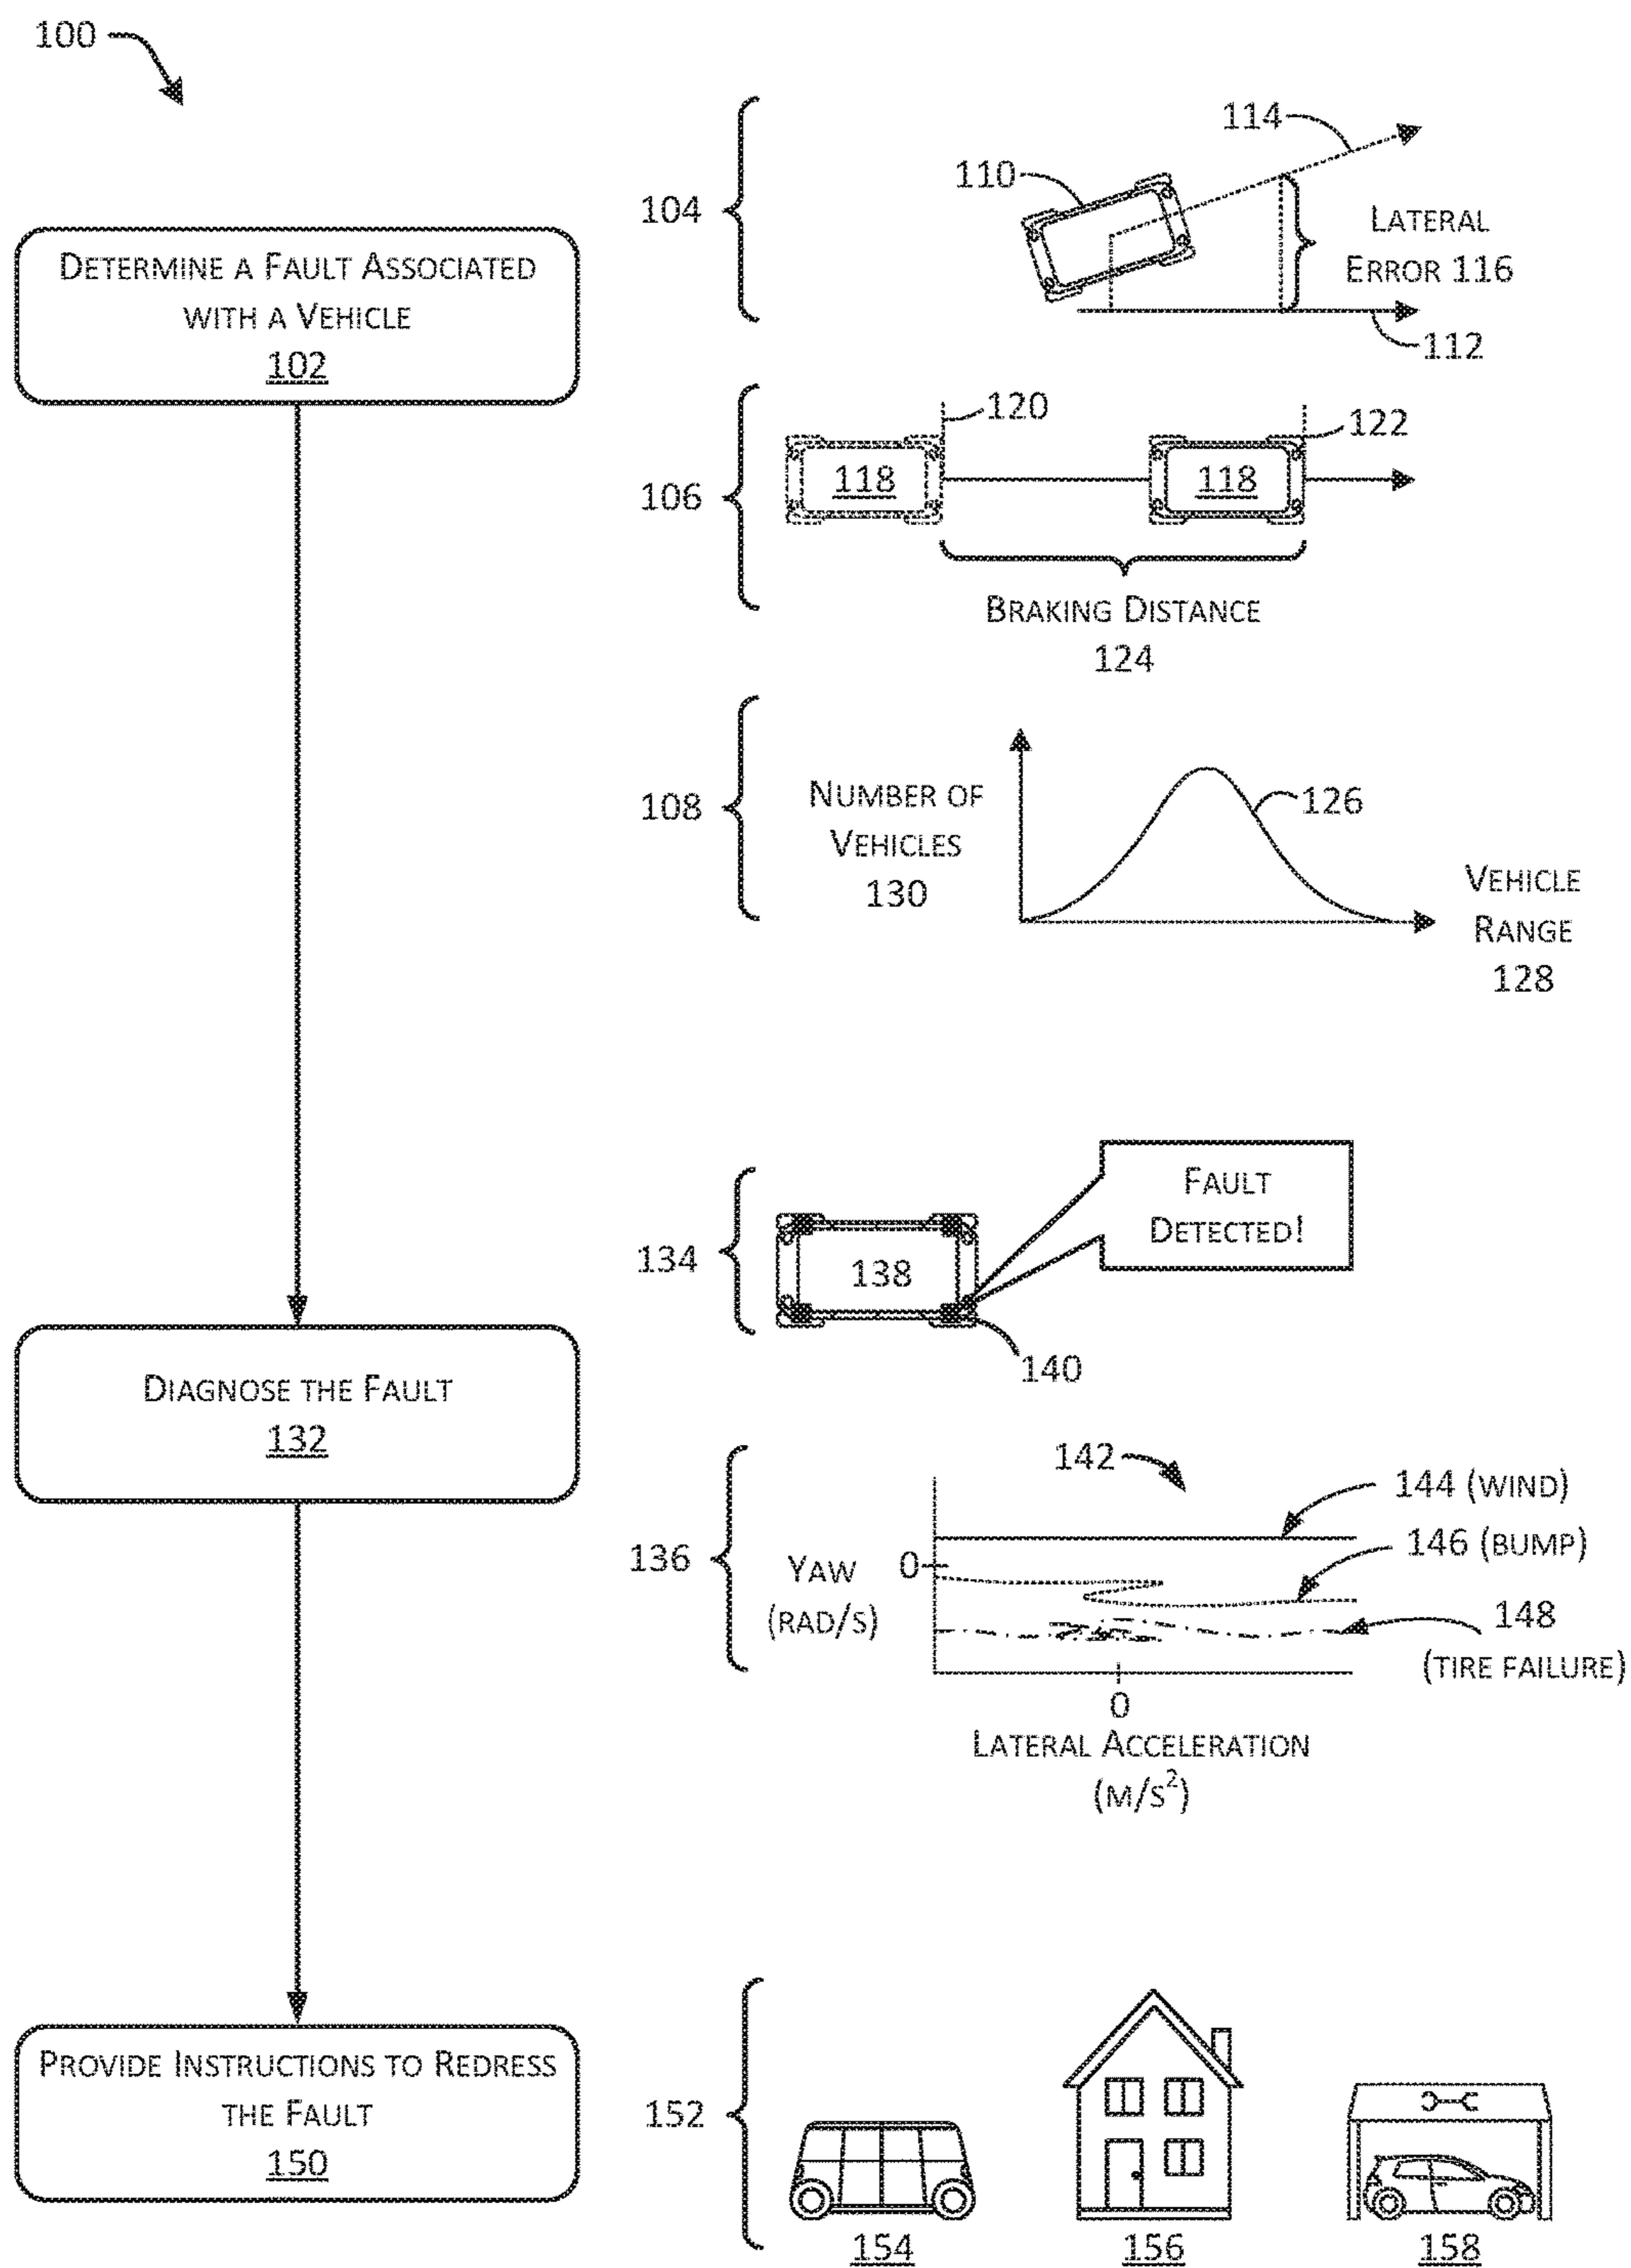 100
DETERMINE A FAULT ASSOCIATED
WITH A VEHICLE
102
104
110
114
LATERAL
ERROR 116
112
106
118
120
118
122
BRAKING DISTANCE
124
108
NUMBER OF
VEHICLES
130
126
VEHICLE
RANGE
128
134
138
FAULT
DETECTED!
140
DIAGNOSE THE FAULT
132
136
142
144 (WIND)
146 (BUMP)
148
(TIRE FAILURE)
YAW
(RAD/S)
0
0
LATERAL ACCELERATION
(M/S²)
PROVIDE INSTRUCTIONS TO REDRESS
THE FAULT
150
152
154
156
158